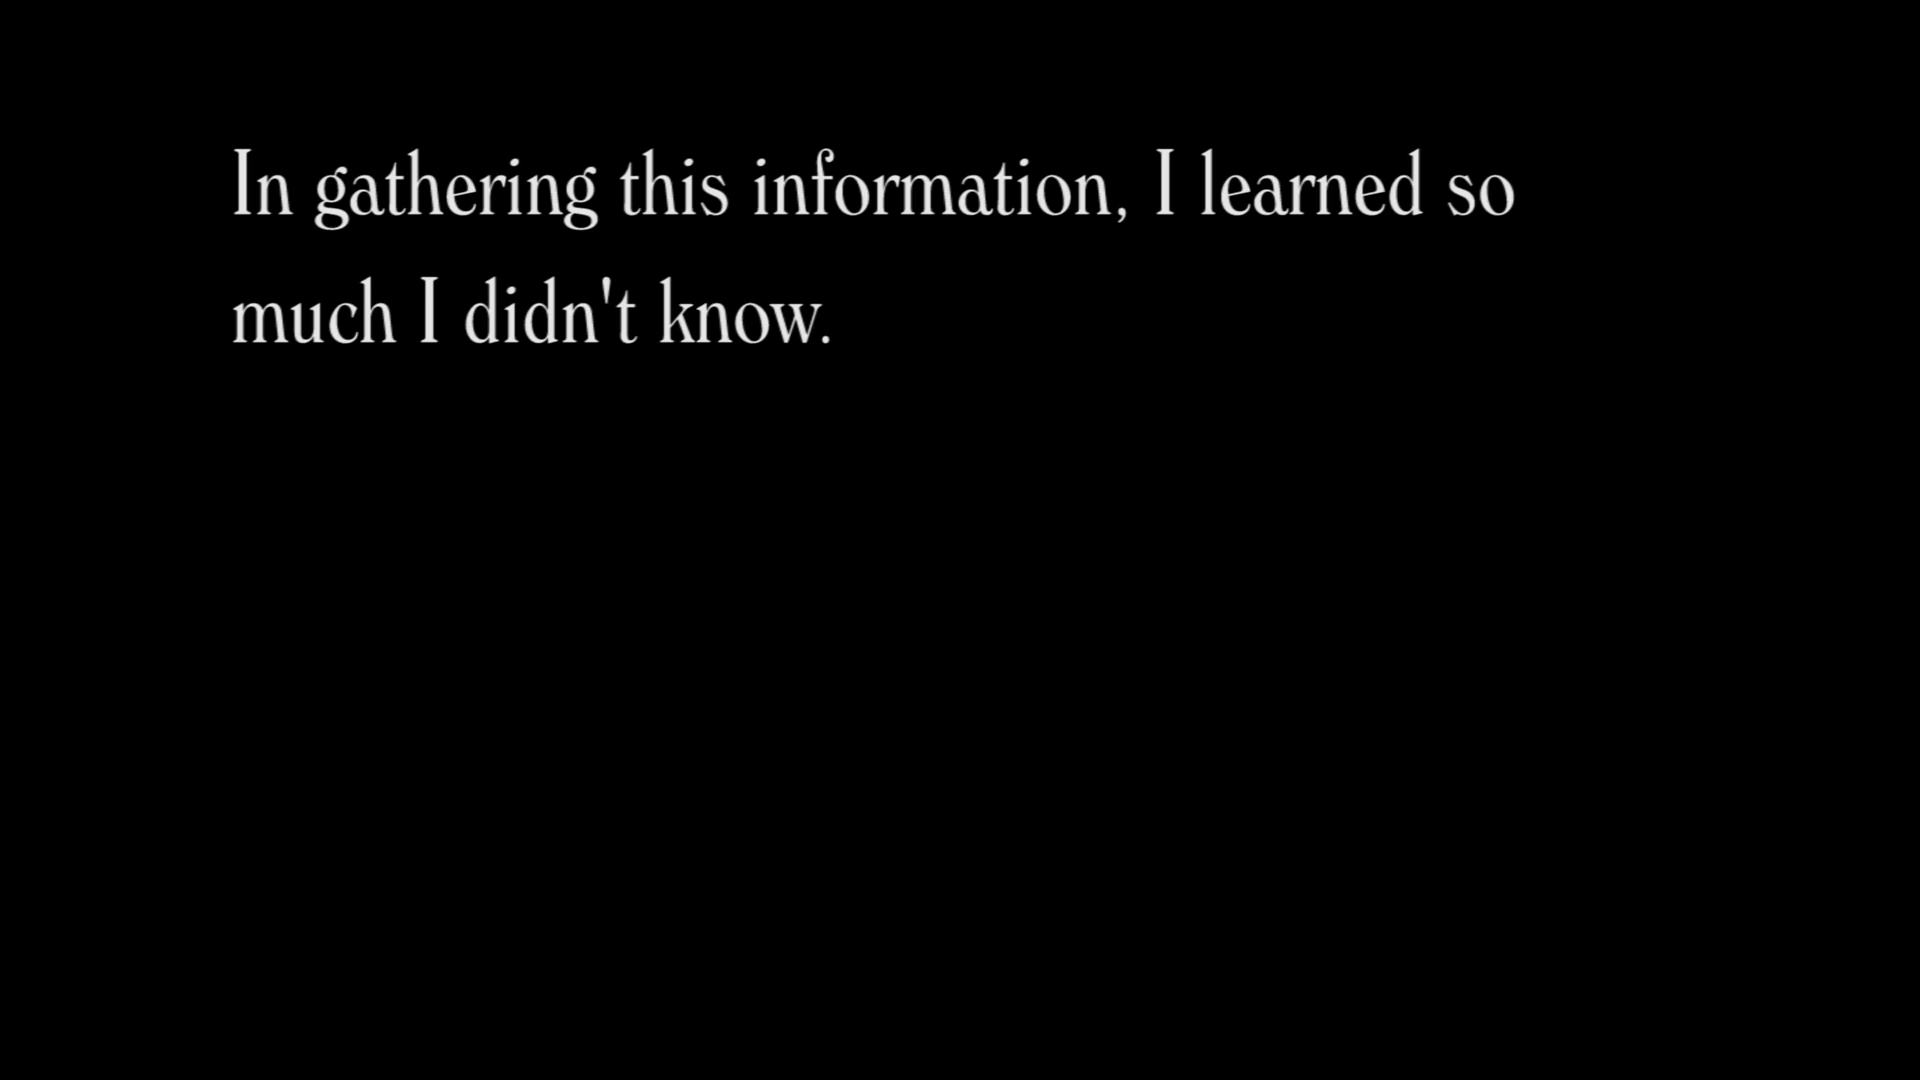 In gathering this information, I learned so
much I didn't know.